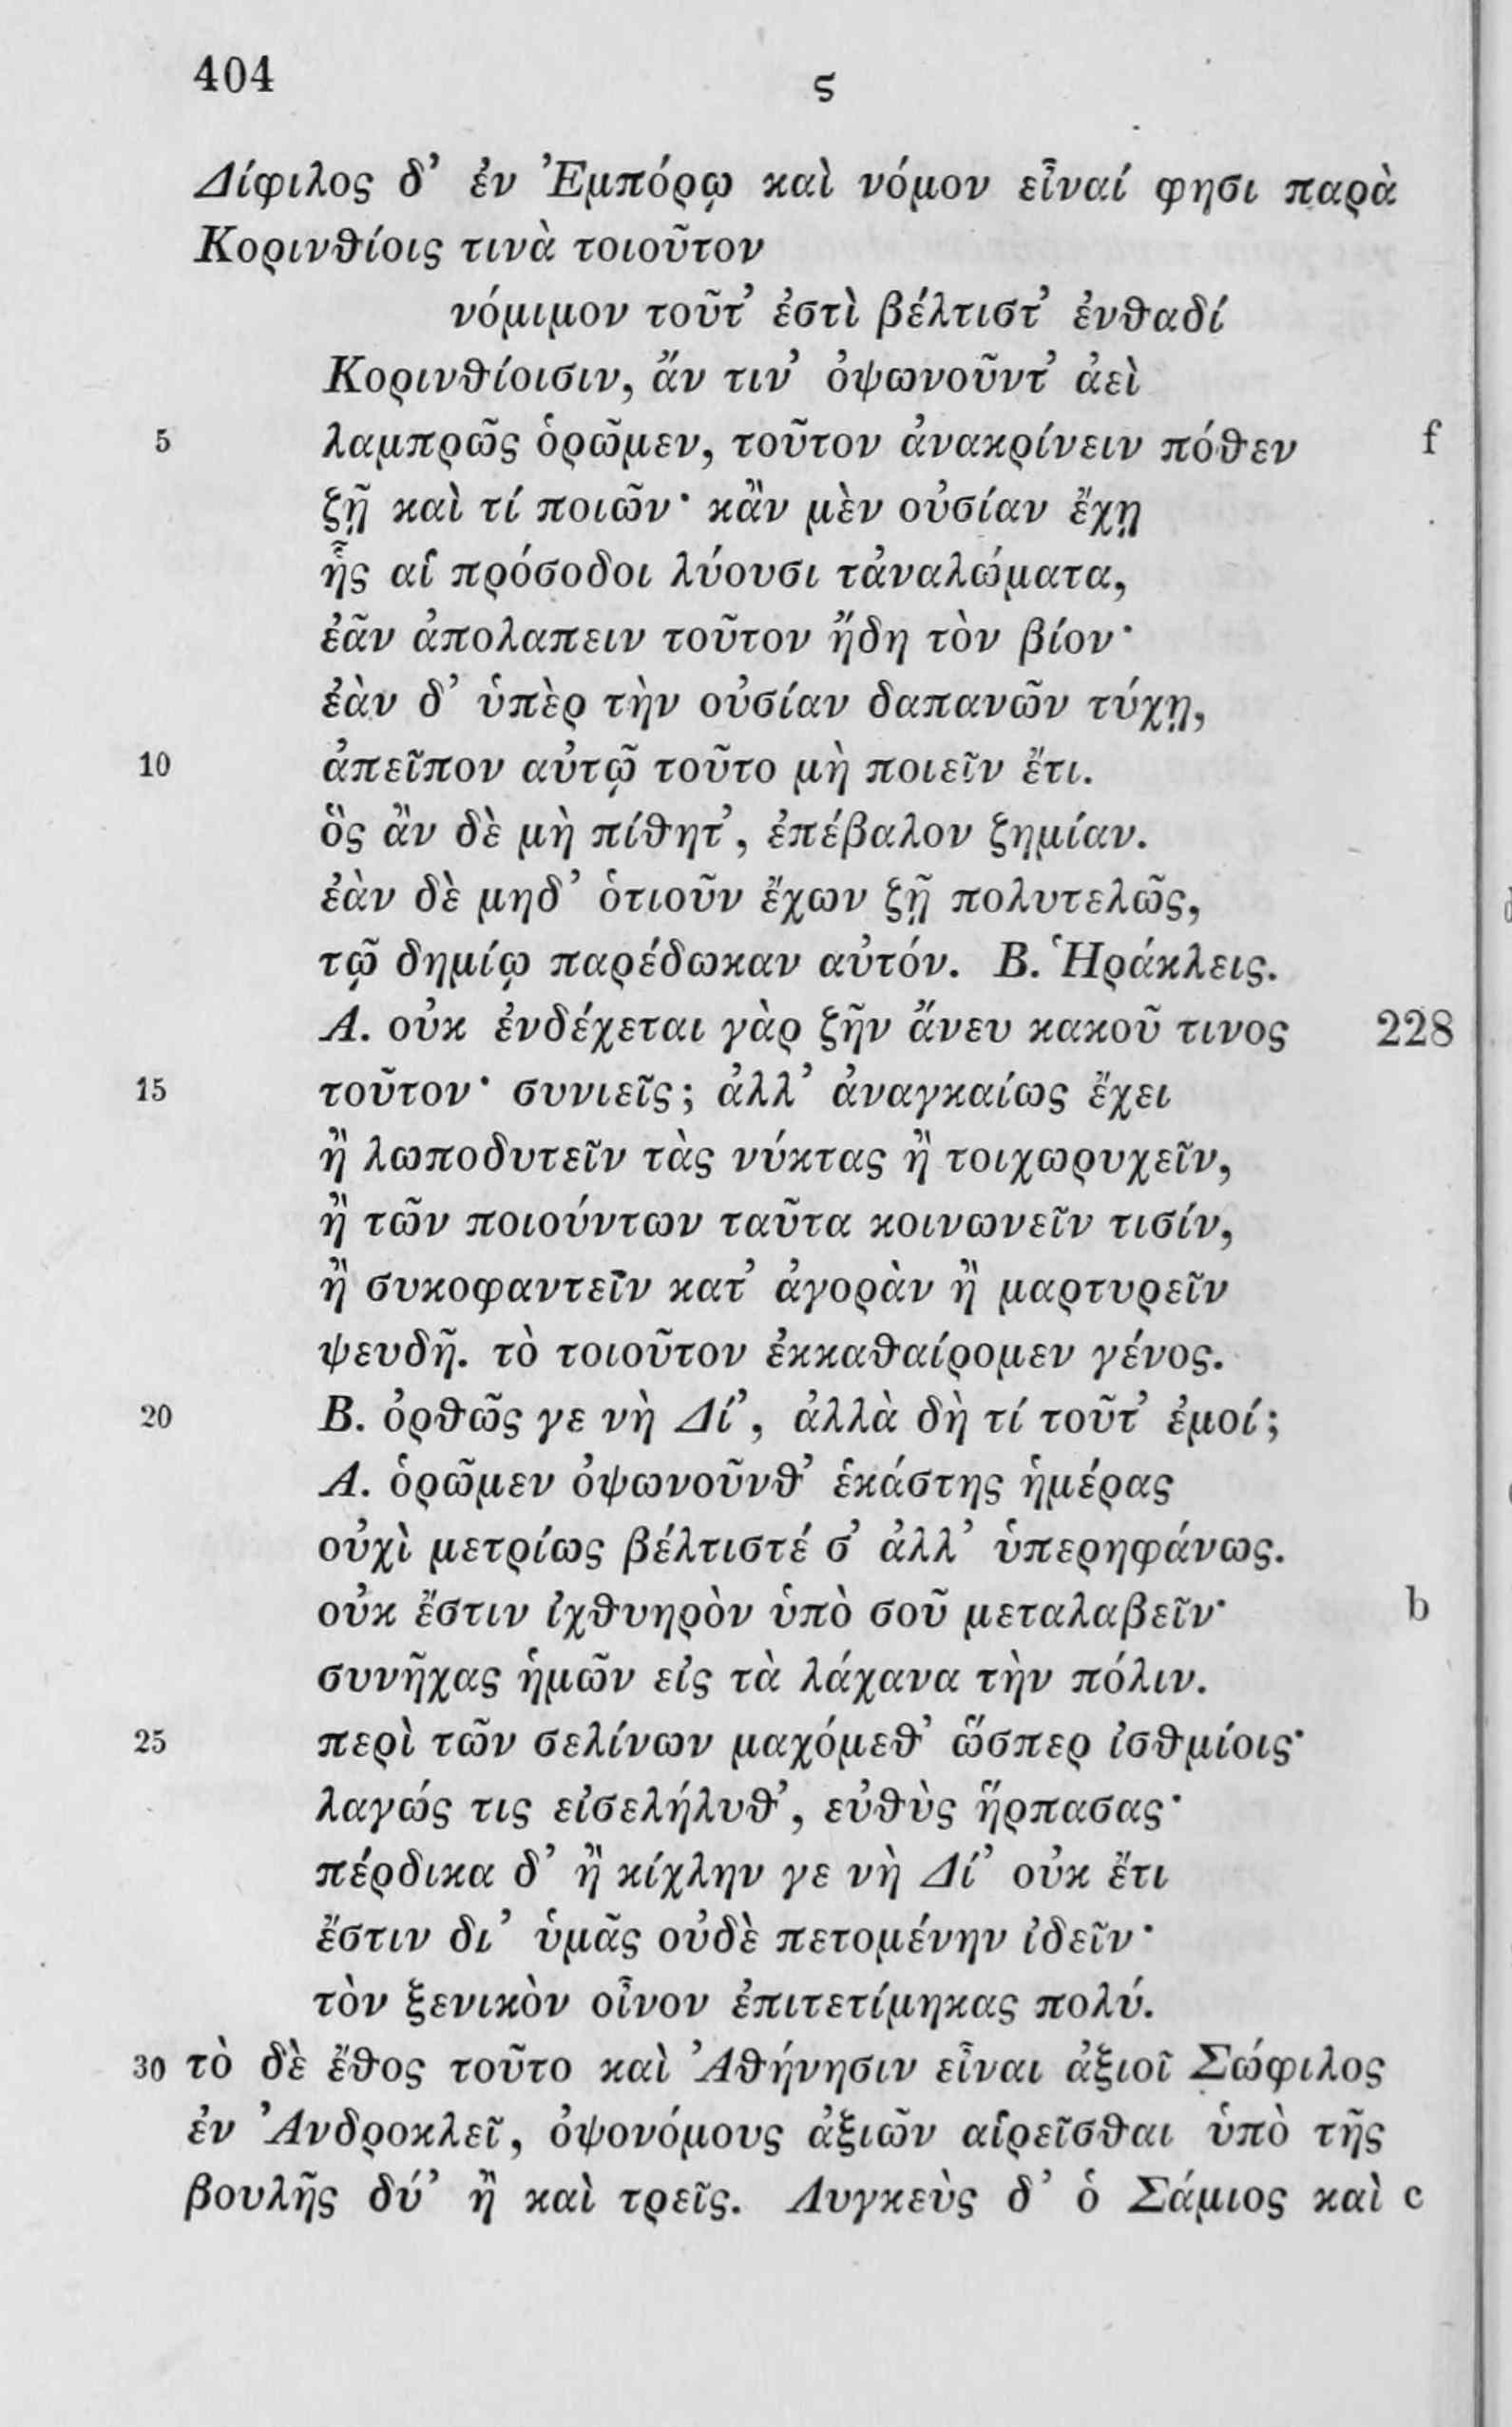 404
ϛ
Δίφιλος δ’ ἐν Ἐμπόρῳ καὶ νόμον εἶναί φησι παρὰ
Κορινθίοις τινὰ τοιοῦτον
νόμιμον τοῦτ’ ἐστὶ βέλτιστ’ ἐνθαδί
Κορινθίοισιν, ἄν τιν’ ὀψωνοῦντ’ ἀεὶ
5 λαμπρῶς ὁρῶμεν, τοῦτον ἀνακρίνειν πόθεν f
ζῇ καὶ τί ποιῶν· κἂν μὲν οὐσίαν ἔχῃ
ἧς αἱ πρόσοδοι λύουσι τἀναλώματα,
ἐᾶν ἀπολαπειν τοῦτον ἤδη τὸν βίον·
ἐὰν δ’ ὑπὲρ τὴν οὐσίαν δαπανῶν τύχῃ,
10 ἀπεῖπον αὐτῷ τοῦτο μὴ ποιεῖν ἔτι.
ὃς ἂν δὲ μὴ πίθητ’, ἐπέβαλον ζημίαν.
ἐὰν δὲ μηδ’ ὁτιοῦν ἔχων ζῇ πολυτελῶς,
τῷ δημίῳ παρέδωκαν αὐτόν. Β. Ἡράκλεις.
Α. οὐκ ἐνδέχεται γὰρ ζῆν ἄνευ κακοῦ τινος 228
15 τοῦτον· συνιεῖς; ἀλλ’ ἀναγκαίως ἔχει
ἢ λωποδυτεῖν τὰς νύκτας ἢ τοιχωρυχεῖν,
ἢ τῶν ποιούντων ταῦτα κοινωνεῖν τισίν,
ἢ συκοφαντεῖν κατ’ ἀγορὰν ἢ μαρτυρεῖν
ψευδῆ. τὸ τοιοῦτον ἐκκαθαίρομεν γένος.
20 Β. ὀρθῶς γε νὴ Δί’, ἀλλὰ δὴ τί τοῦτ’ ἐμοί;
Α. ὁρῶμεν ὀψωνοῦνθ’ ἑκάστης ἡμέρας
οὐχὶ μετρίως βέλτιστέ σ’ ἀλλ’ ὑπερηφάνως.
οὐκ ἔστιν ἰχθυηρὸν ὑπὸ σοῦ μεταλαβεῖν· b
συνῆχας ἡμῶν εἰς τὰ λάχανα τὴν πόλιν.
25 περὶ τῶν σελίνων μαχόμεθ’ ὥσπερ ἰσθμίοις·
λαγώς τις εἰσελήλυθ’, εὐθὺς ἥρπασας·
πέρδικα δ’ ἢ κίχλην γε νὴ Δί’ οὐκ ἔτι
ἔστιν δι’ ὑμᾶς οὐδὲ πετομένην ἰδεῖν·
τὸν ξενικὸν οἶνον ἐπιτετίμηκας πολύ.
30 τὸ δὲ ἔθος τοῦτο καὶ Ἀθήνησιν εἶναι ἀξιοῖ Σώφιλος
ἐν Ἀνδροκλεῖ, ὀψονόμους ἀξιῶν αἱρεῖσθαι ὑπὸ τῆς
βουλῆς δύ’ ἢ καὶ τρεῖς. Λυγκεὺς δ’ ὁ Σάμιος καὶ c